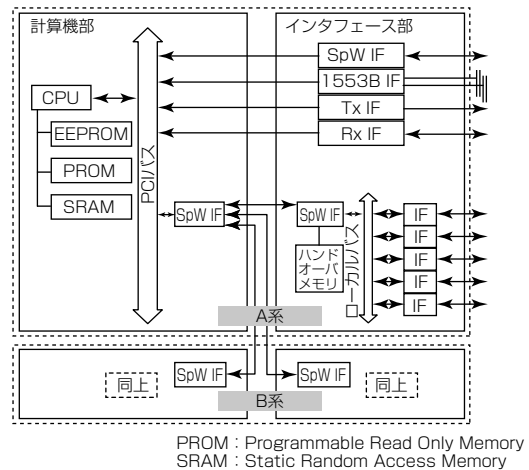 計算機部
インタフェース部
CPU
EEPROM
PROM
SRAM
PCIバス
SpW IF
1553B IF
Tx IF
Rx IF
SpW IF
SpW IF
ハンド
オーバ
メモリ
ローカルバス
IF
IF
IF
IF
IF
A系
同上
SpW IF
SpW IF
同上
B系
PROM：Programmable Read Only Memory
SRAM：Static Random Access Memory